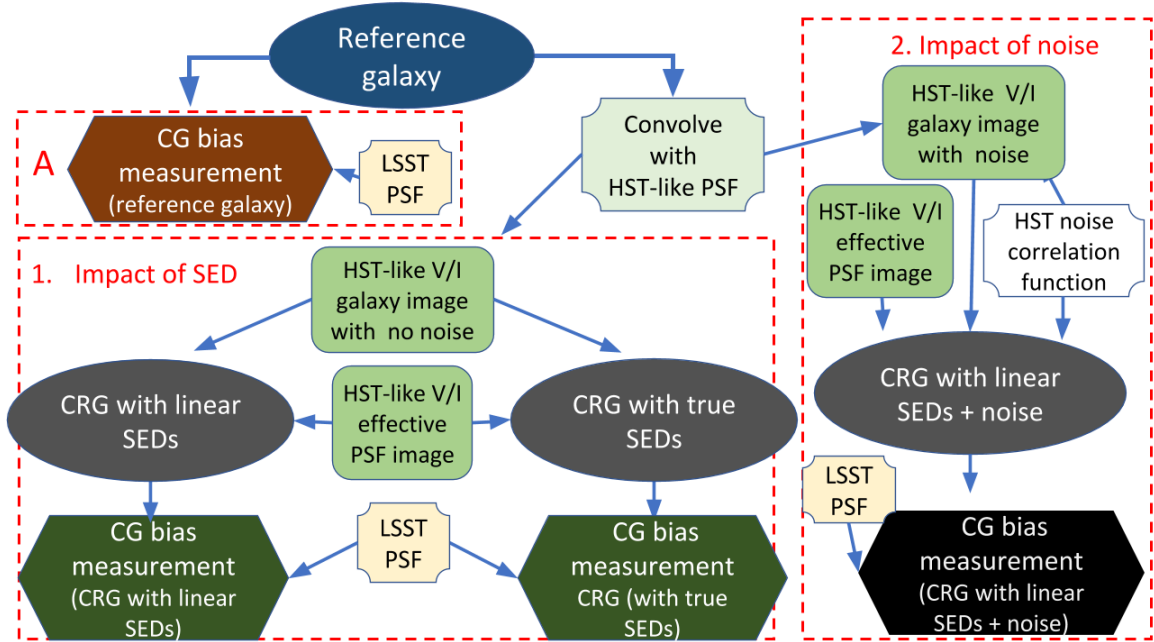 Reference
galaxy
A
CG bias
measurement
(reference galaxy)
LSST
PSF
Convolve
with
HST-like PSF
1. Impact of SED
HST-like V/I
galaxy image
with no noise
CRG with linear
SEDs
HST-like V/I
effective
PSF image
CRG with true
SEDs
CG bias
measurement
(CRG with linear
SEDs)
LSST
PSF
CG bias
measurement
CRG (with true
SEDs)
2. Impact of noise
HST-like V/I
galaxy image
with noise
HST-like V/I
effective
PSF image
HST noise
correlation
function
CRG with linear
SEDs + noise
LSST
PSF
CG bias
measurement
(CRG with linear
SEDs + noise)